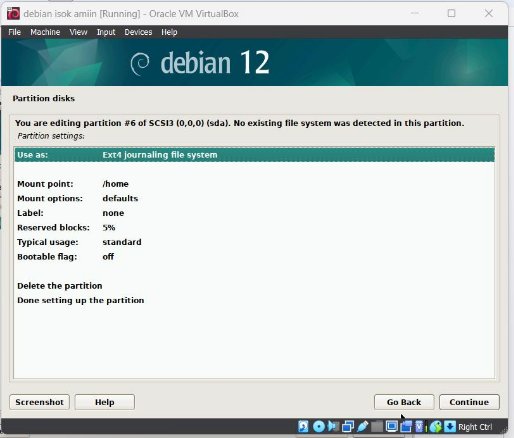 debian isok amiin [Running] - Oracle VM VirtualBox
File Machine View Input Devices Help
debian 12
Partition disks
You are editing partition #6 of SCSI3 (0,0,0) (sda). No existing file system was detected in this partition.
Partition settings:
Use as: Ext4 journaling file system
Mount point: /home
Mount options: defaults
Label: none
Reserved blocks: 5%
Typical usage: standard
Bootable flag: off
Delete the partition
Done setting up the partition
Screenshot Help Go Back Continue
Right Ctrl